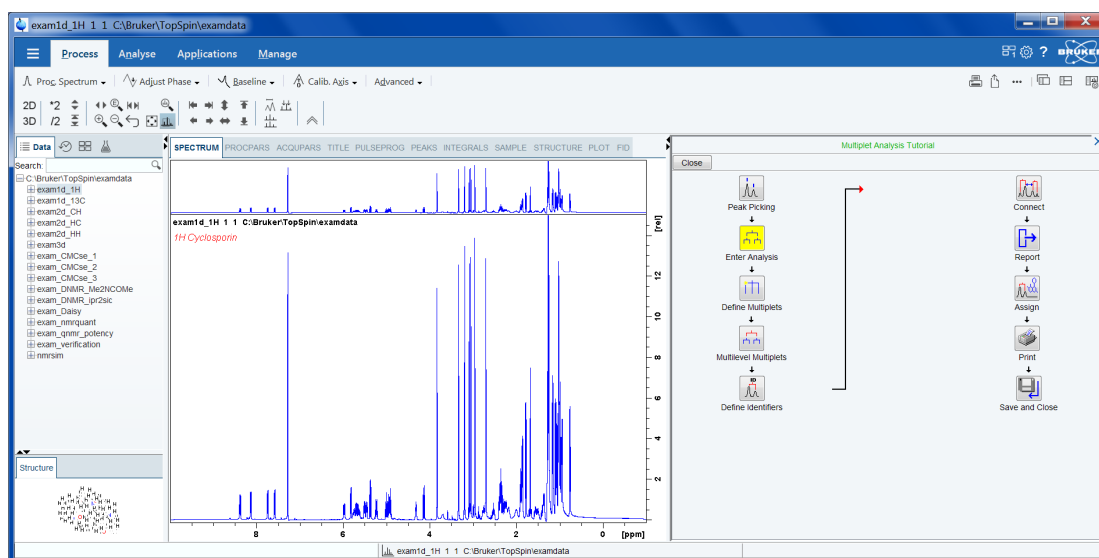 exam1d_1H 1 1 C:\Bruker\TopSpin\examdata
Process Analyse Applications Manage
BRUKER
Proc. Spectrum Adjust Phase Baseline Calib. Axis Advanced
2D *2
3D /2
Data
Search:
C:\Bruker\TopSpin\examdata
exam1d_1H
exam1d_13C
exam2d_CH
exam2d_HC
exam2d_HH
exam3d
exam_CMCse_1
exam_CMCse_2
exam_CMCse_3
exam_DNMR_Me2NCOMe
exam_DNMR_ipr2sic
exam_Daisy
exam_nmrquant
exam_qnmr_potency
exam_verification
nmrsim
Structure
SPECTRUM PROCPARS ACQUPARS TITLE PULSEPROG PEAKS INTEGRALS SAMPLE STRUCTURE PLOT FID
exam1d_1H 1 1 C:\Bruker\TopSpin\examdata
1H Cyclosporin
[rel]
12
10
8
6
4
2
8 6 4 2 0 [ppm]
Multiplet Analysis Tutorial
Close
Peak Picking
Enter Analysis
Define Multiplets
Multilevel Multiplets
Define Identifiers
Connect
Report
Assign
Print
Save and Close
exam1d_1H 1 1 C:\Bruker\TopSpin\examdata